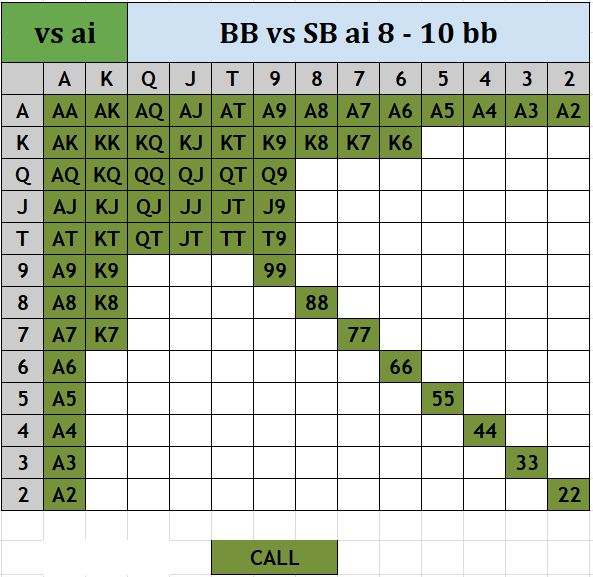 vs ai BB vs SB ai 8 - 10 bb
A K Q J T 9 8 7 6 5 4 3 2
A AA AK AQ AJ AT A9 A8 A7 A6 A5 A4 A3 A2
K AK KK KQ KJ KT K9 K8 K7 K6
Q AQ KQ QQ QJ QT Q9
J AJ KJ QJ JJ JT J9
T AT KT QT JT TT T9
9 A9 K9 99
8 A8 K8 88
7 A7 K7 77
6 A6 66
5 A5 55
4 A4 44
3 A3 33
2 A2 22
CALL